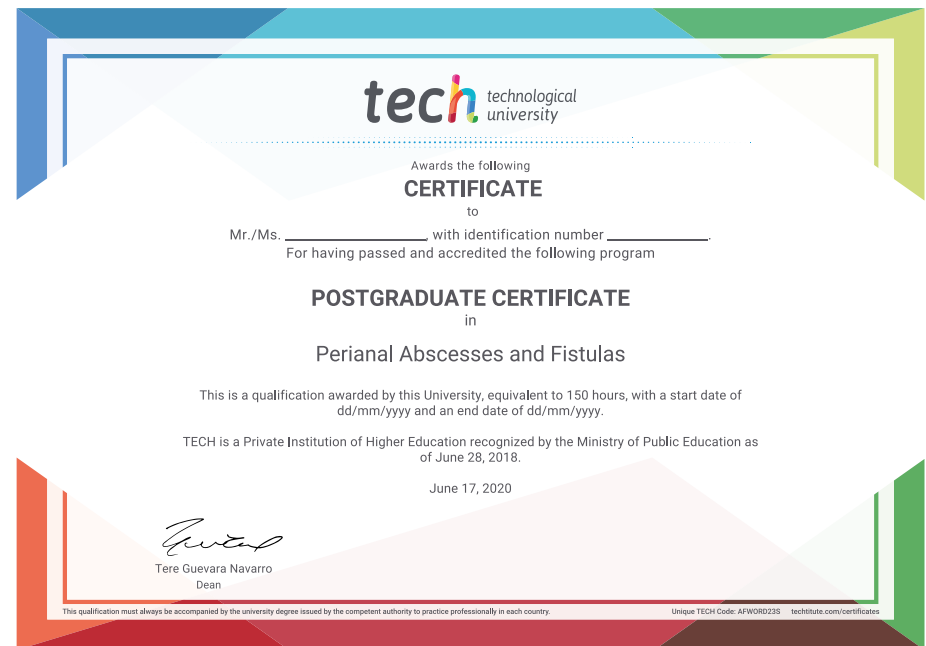 tech technological
university
Awards the following
CERTIFICATE
to
Mr./Ms. __________________, with identification number _____________.
For having passed and accredited the following program
POSTGRADUATE CERTIFICATE
in
Perianal Abscesses and Fistulas
This is a qualification awarded by this University, equivalent to 150 hours, with a start date of
dd/mm/yyyy and an end date of dd/mm/yyyy.
TECH is a Private Institution of Higher Education recognized by the Ministry of Public Education as
of June 28, 2018.
June 17, 2020
Tere Guevara Navarro
Dean
This qualification must always be accompanied by the university degree issued by the competent authority to practice professionally in each country.
Unique TECH Code: AFWORD23S techtitute.com/certificates